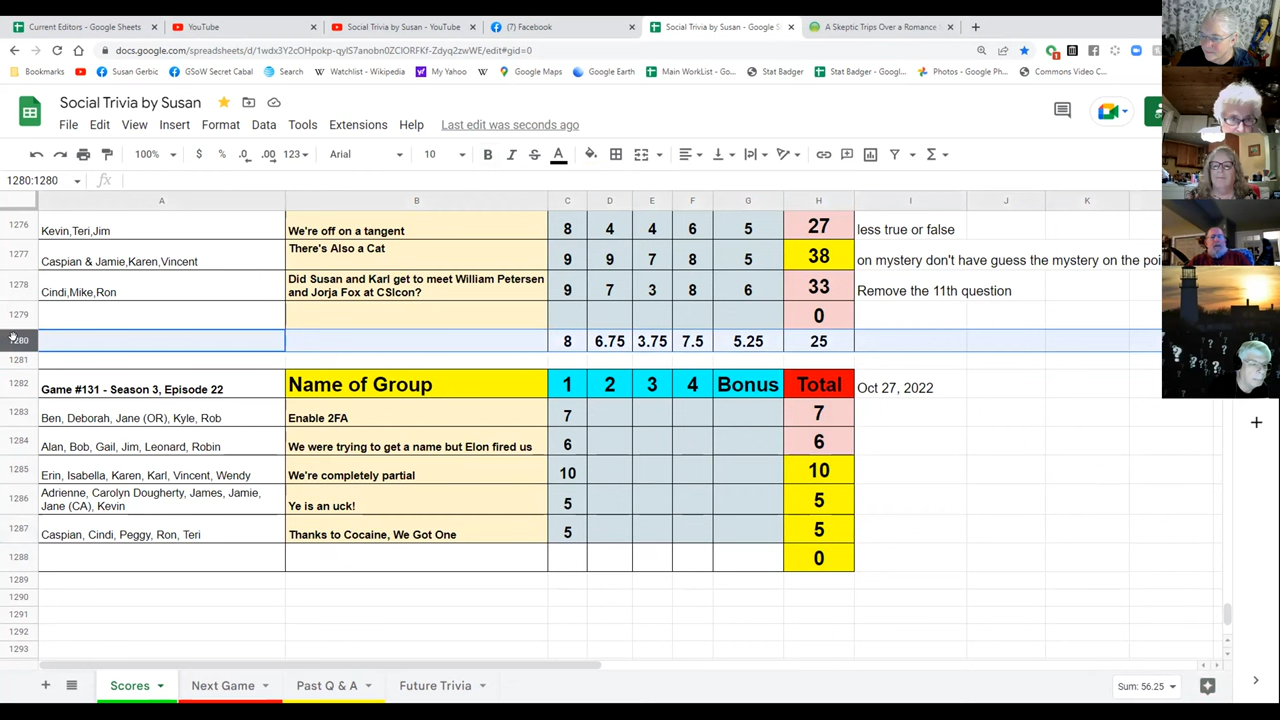 Current Editors - Google Sheets
YouTube
Social Trivia by Susan - YouTube
(7) Facebook
Social Trivia by Susan - Google S
A Skeptic Trips Over a Romance
docs.google.com/spreadsheets/d/1wdx3Y2cOHpokp-qyIS7anobn0ZClORFKf-Zdyq2zwWE/edit#gid=0
Bookmarks
Susan Gerbic
GSoW Secret Cabal
Search
Watchlist - Wikipedia
My Yahoo
Google Maps
Google Earth
Main WorkList - G...
Stat Badger
Stat Badger - Googl...
Photos - Google Ph...
Commons Video C...
Social Trivia by Susan
File Edit View Insert Format Data Tools Extensions Help Last edit was seconds ago
100% $ % .0 .00 123 Arial 10 B I S A Σ
1280:1280 fx
A B C D E F G H I J K
1276 Kevin,Teri,Jim We're off on a tangent 8 4 4 6 5 27 less true or false
1277 Caspian & Jamie,Karen,Vincent There's Also a Cat 9 9 7 8 5 38 on mystery don't have guess the mystery on the poi
1278 Cindi,Mike,Ron Did Susan and Karl get to meet William Petersen and Jorja Fox at CSIcon? 9 7 3 8 6 33 Remove the 11th question
1279 0
1280 8 6.75 3.75 7.5 5.25 25
1281
1282 Game #131 - Season 3, Episode 22 Name of Group 1 2 3 4 Bonus Total Oct 27, 2022
1283 Ben, Deborah, Jane (OR), Kyle, Rob Enable 2FA 7 7
1284 Alan, Bob, Gail, Jim, Leonard, Robin We were trying to get a name but Elon fired us 6 6
1285 Erin, Isabella, Karen, Karl, Vincent, Wendy We're completely partial 10 10
1286 Adrienne, Carolyn Dougherty, James, Jamie, Jane (CA), Kevin Ye is an uck! 5 5
1287 Caspian, Cindi, Peggy, Ron, Teri Thanks to Cocaine, We Got One 5 5
1288 0
1289
1290
1291
1292
1293
Scores Next Game Past Q & A Future Trivia Sum: 56.25